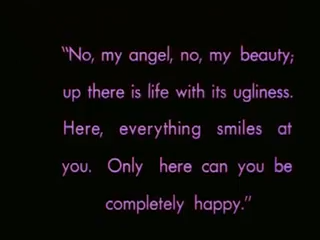 “No, my angel, no, my beauty;
up there is life with its ugliness.
Here, everything smiles at
you. Only here can you be
completely happy.”